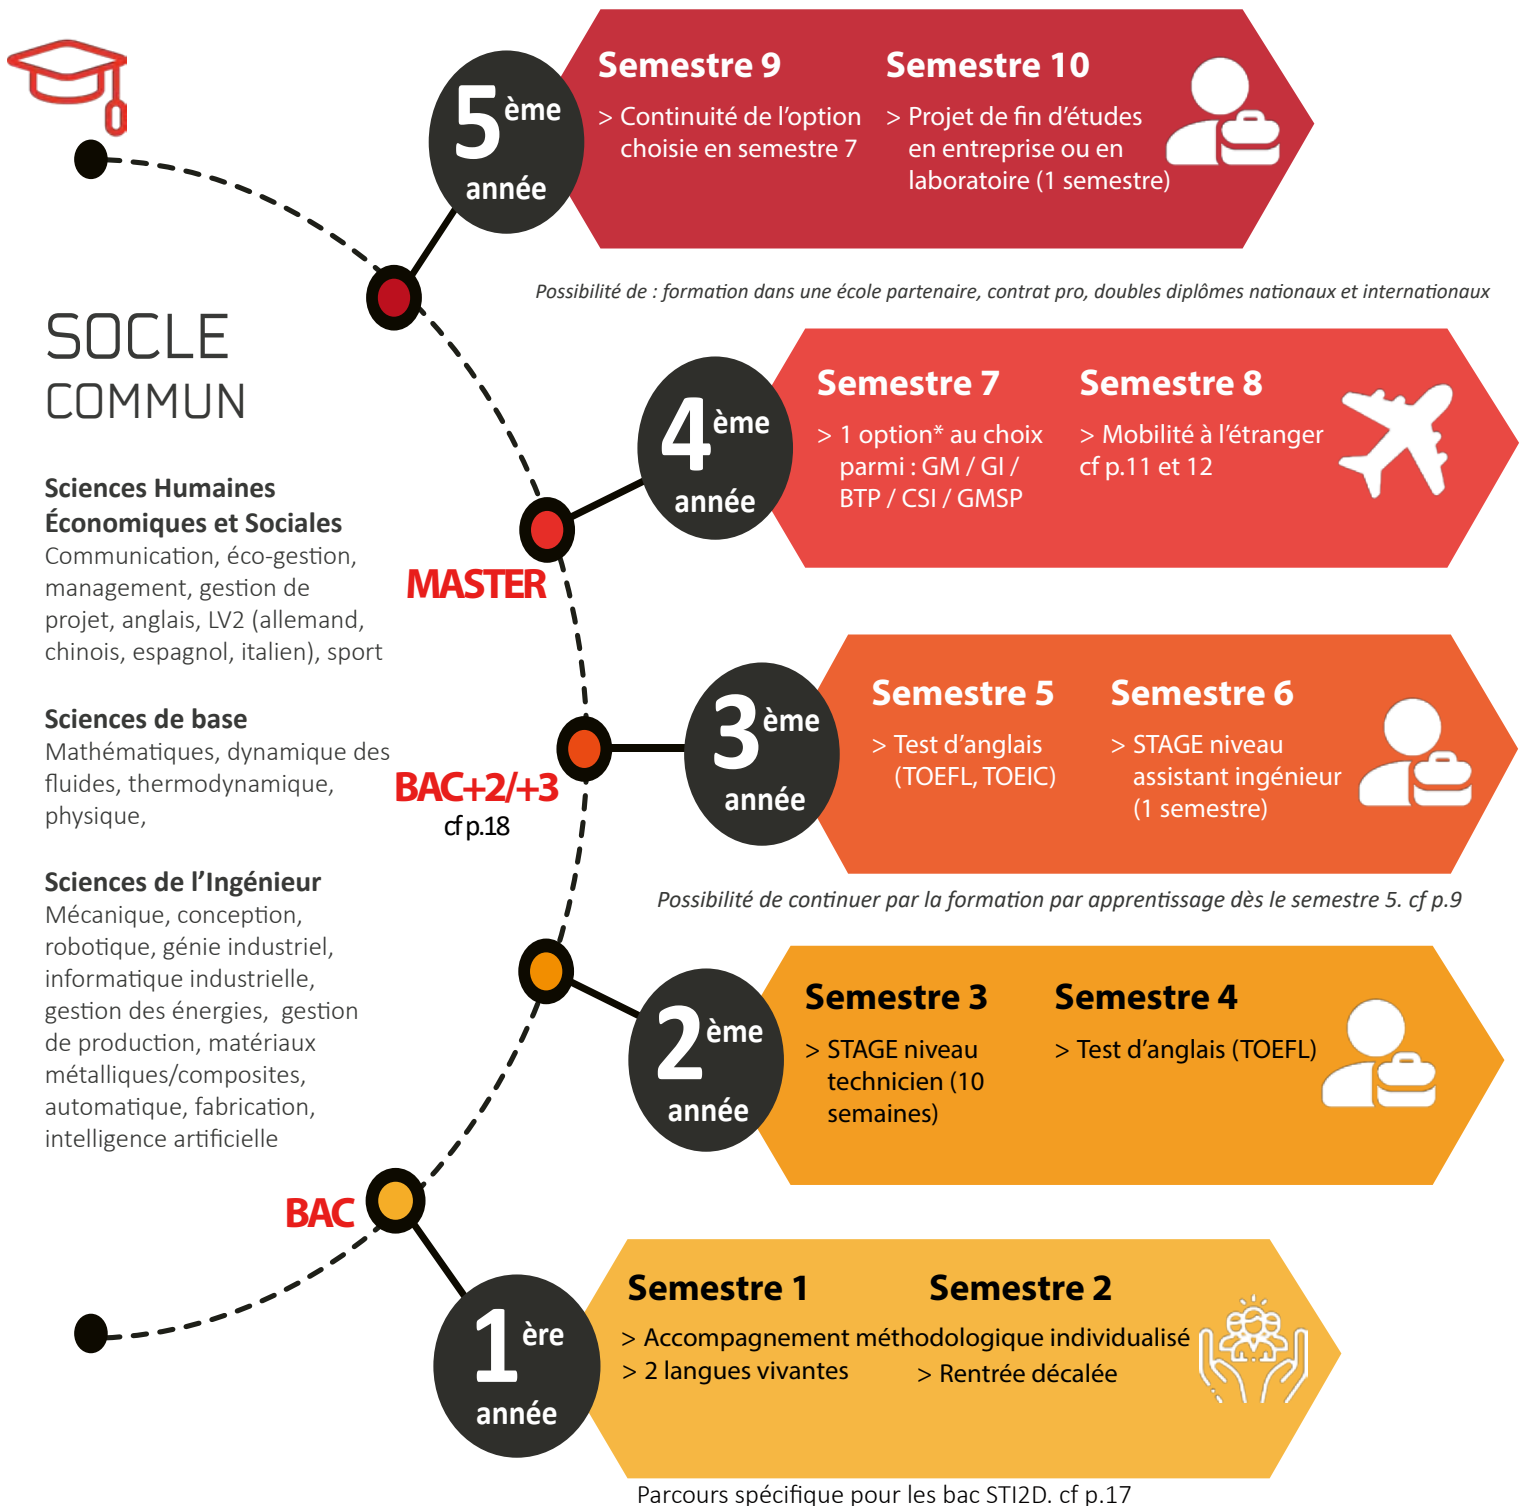 5ème
année
Semestre 9
> Continuité de l’option
choisie en semestre 7
Semestre 10
> Projet de fin d’études
en entreprise ou en
laboratoire (1 semestre)
Possibilité de : formation dans une école partenaire, contrat pro, doubles diplômes nationaux et internationaux
SOCLE
COMMUN
Sciences Humaines
Économiques et Sociales
Communication, éco-gestion,
management, gestion de
projet, anglais, LV2 (allemand,
chinois, espagnol, italien), sport
Sciences de base
Mathématiques, dynamique des
fluides, thermodynamique,
physique,
Sciences de l’Ingénieur
Mécanique, conception,
robotique, génie industriel,
informatique industrielle,
gestion des énergies, gestion
de production, matériaux
métalliques/composites,
automatique, fabrication,
intelligence artificielle
4ème
année
MASTER
Semestre 7
> 1 option* au choix
parmi : GM / GI /
BTP / CSI / GMSP
Semestre 8
> Mobilité à l’étranger
cf p.11 et 12
3ème
année
BAC+2/+3
cf p.18
Semestre 5
> Test d’anglais
(TOEFL, TOEIC)
Semestre 6
> STAGE niveau
assistant ingénieur
(1 semestre)
Possibilité de continuer par la formation par apprentissage dès le semestre 5. cf p.9
2ème
année
Semestre 3
> STAGE niveau
technicien (10
semaines)
Semestre 4
> Test d’anglais (TOEFL)
BAC
1ère
année
Semestre 1
Semestre 2
> Accompagnement méthodologique individualisé
> 2 langues vivantes
> Rentrée décalée
Parcours spécifique pour les bac STI2D. cf p.17